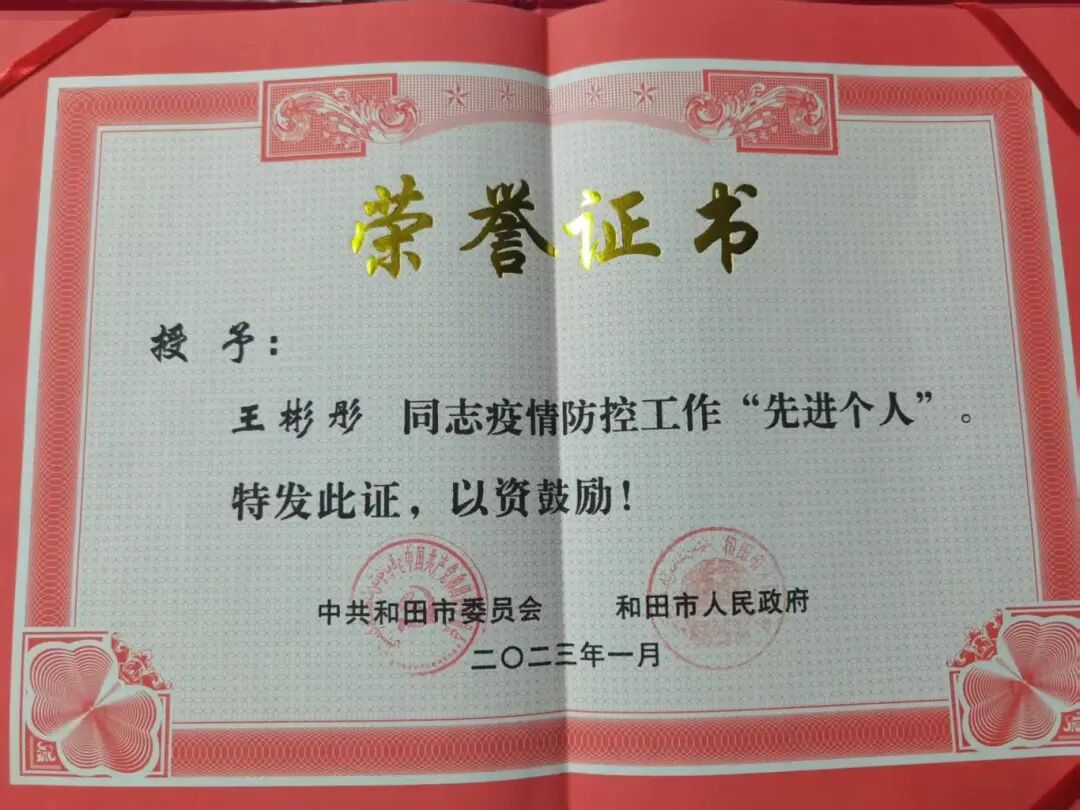 荣誉证书
授 予：
王彬彤 同志疫情防控工作“先进个人”。
特发此证，以资鼓励！
中共和田市委员会 和田市人民政府
二〇二三年一月